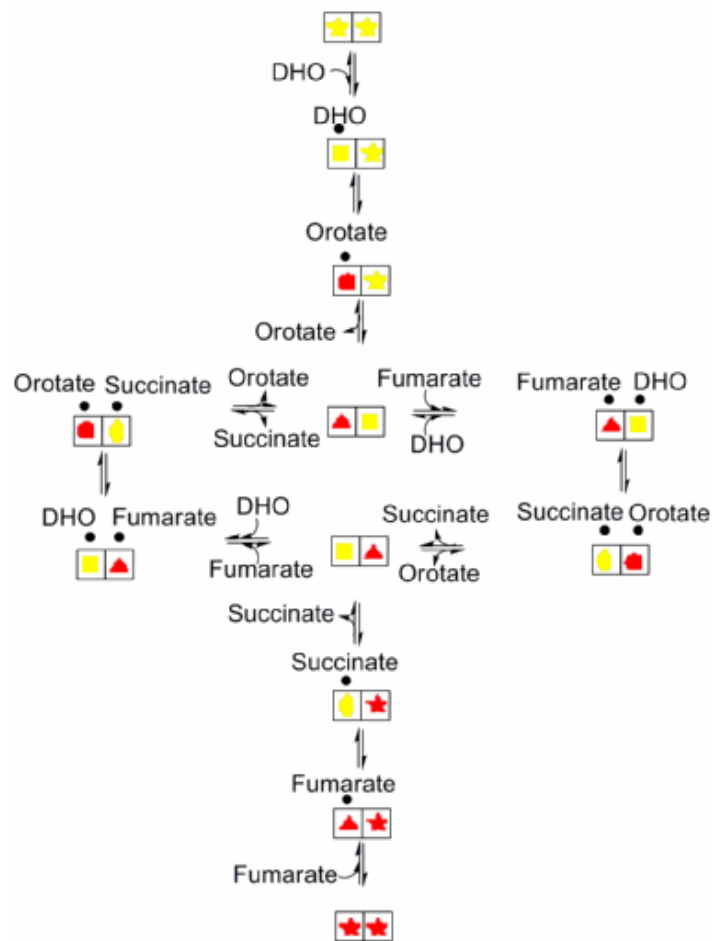 DHO
DHO
Orotate
Orotate
Orotate Succinate
Orotate
Succinate
Fumarate
DHO
Fumarate DHO
DHO Fumarate
DHO
Fumarate
Succinate
Orotate
Succinate Orotate
Succinate
Succinate
Fumarate
Fumarate